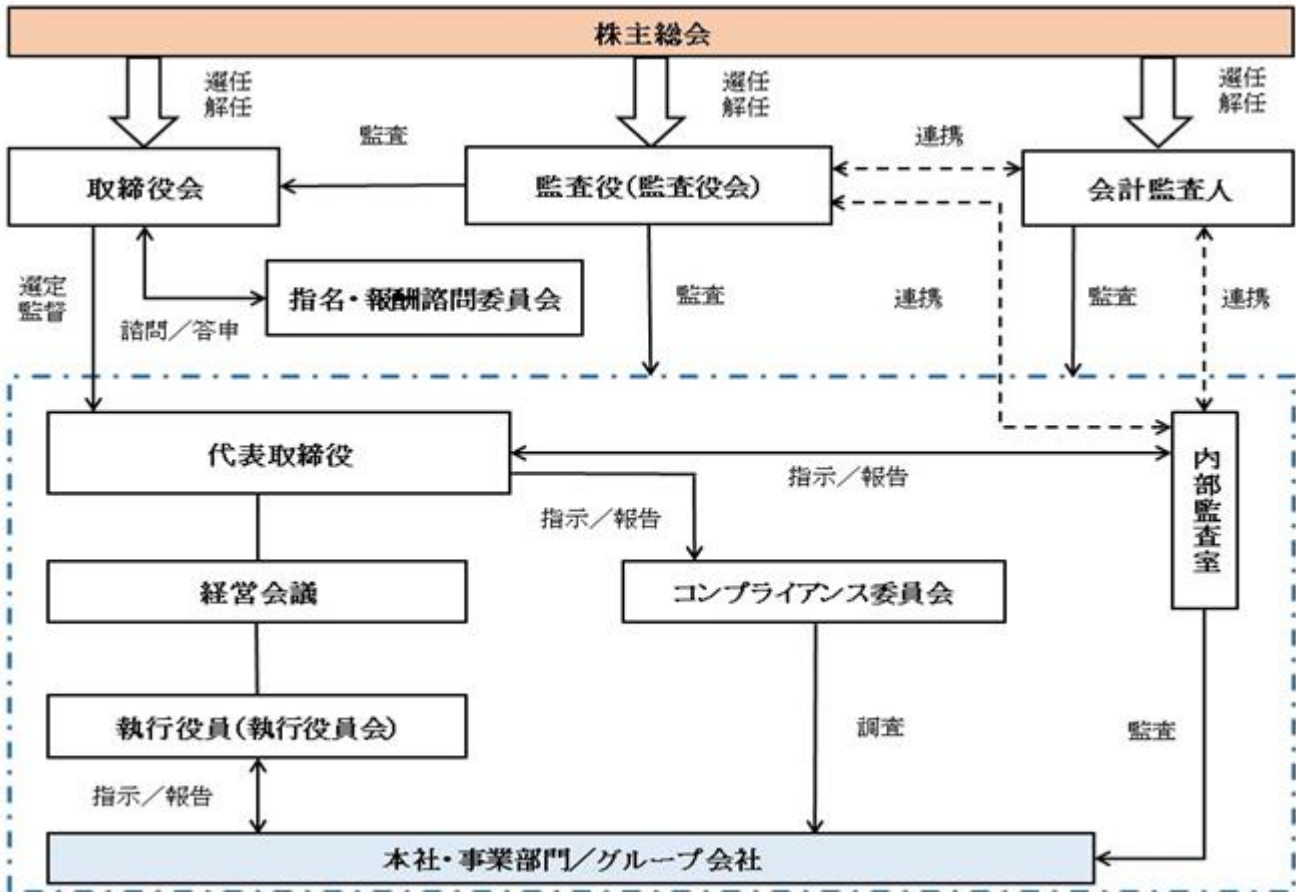 株主総会
選任
解任
選任
解任
選任
解任
監査
連携
取締役会
監査役(監査役会)
会計監査人
選定
監督
諮問／答申
指名・報酬諮問委員会
監査
連携
監査
連携
代表取締役
指示／報告
指示／報告
内部監査室
経営会議
コンプライアンス委員会
執行役員(執行役員会)
調査
監査
指示／報告
本社・事業部門／グループ会社